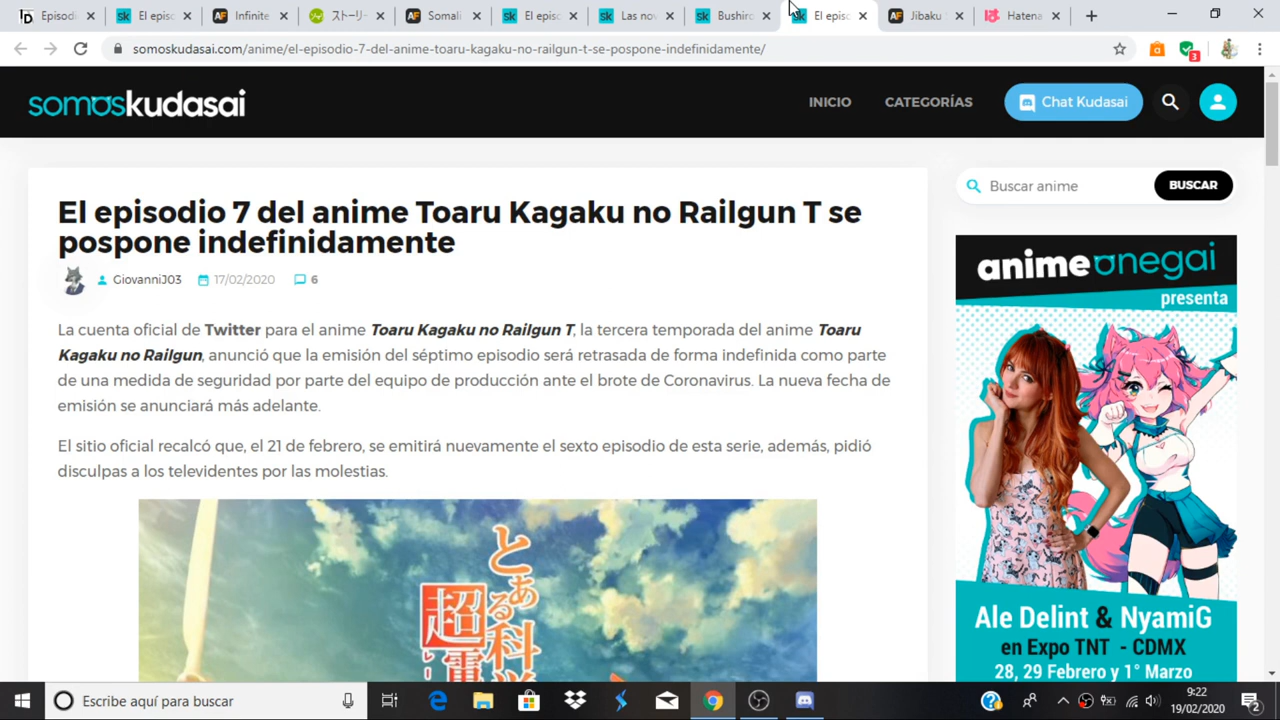 Episodi
El episo
Infinite
ストーリー
Somali
El episo
Las nov
Bushiro
El episo
Jibaku
Hatena
somoskudasai.com/anime/el-episodio-7-del-anime-toaru-kagaku-no-railgun-t-se-pospone-indefinidamente/
3
somoskudasai
INICIO
CATEGORÍAS
Chat Kudasai
El episodio 7 del anime Toaru Kagaku no Railgun T se
pospone indefinidamente
GiovanniJ03
17/02/2020
6
La cuenta oficial de Twitter para el anime Toaru Kagaku no Railgun T, la tercera temporada del anime Toaru
Kagaku no Railgun, anunció que la emisión del séptimo episodio será retrasada de forma indefinida como parte
de una medida de seguridad por parte del equipo de producción ante el brote de Coronavirus. La nueva fecha de
emisión se anunciará más adelante.
El sitio oficial recalcó que, el 21 de febrero, se emitirá nuevamente el sexto episodio de esta serie, además, pidió
disculpas a los televidentes por las molestias.
とある科学
超電
Buscar anime
BUSCAR
animeonegai
presenta
Ale Delint & NyamiG
en Expo TNT - CDMX
28, 29 Febrero y 1° Marzo
Escribe aquí para buscar
9:22
19/02/2020
2